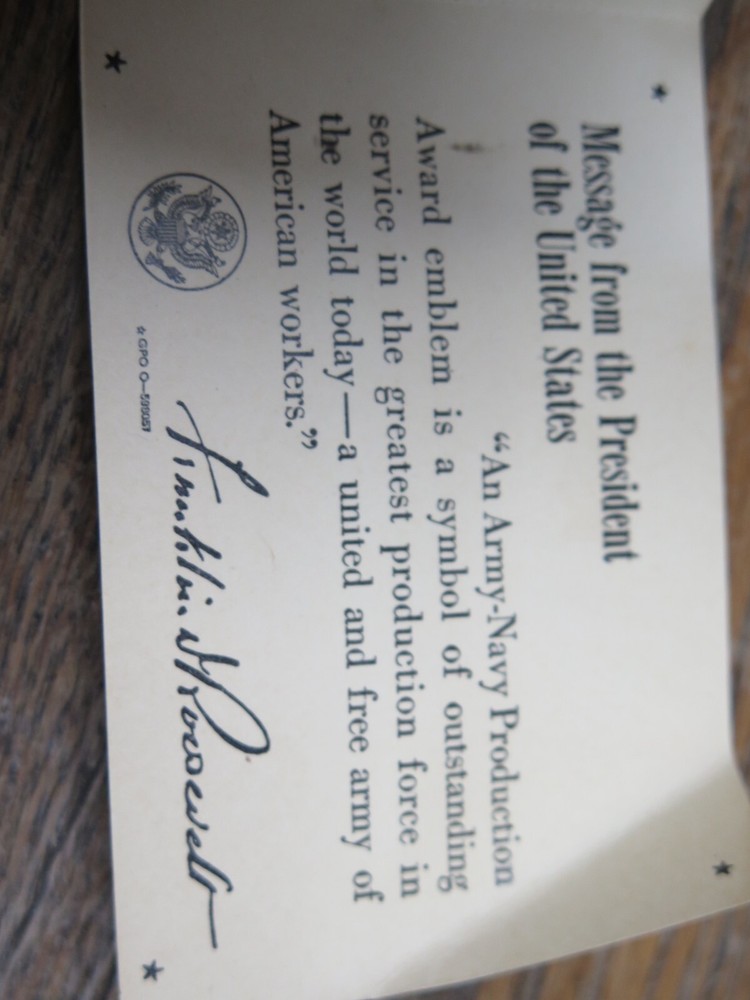 Message from the President
of the United States
“An Army-Navy Production
Award emblem is a symbol of outstanding
service in the greatest production force in
the world today—a united and free army of
American workers.”
Franklin D Roosevelt
☆ GPO O—